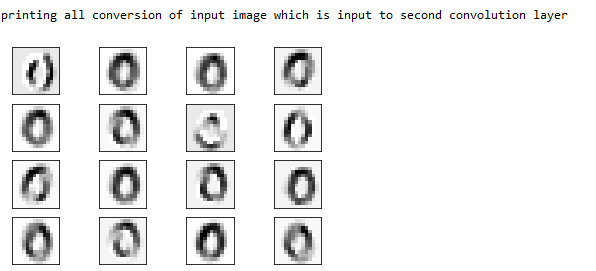 printing all conversion of input image which is input to second convolution layer